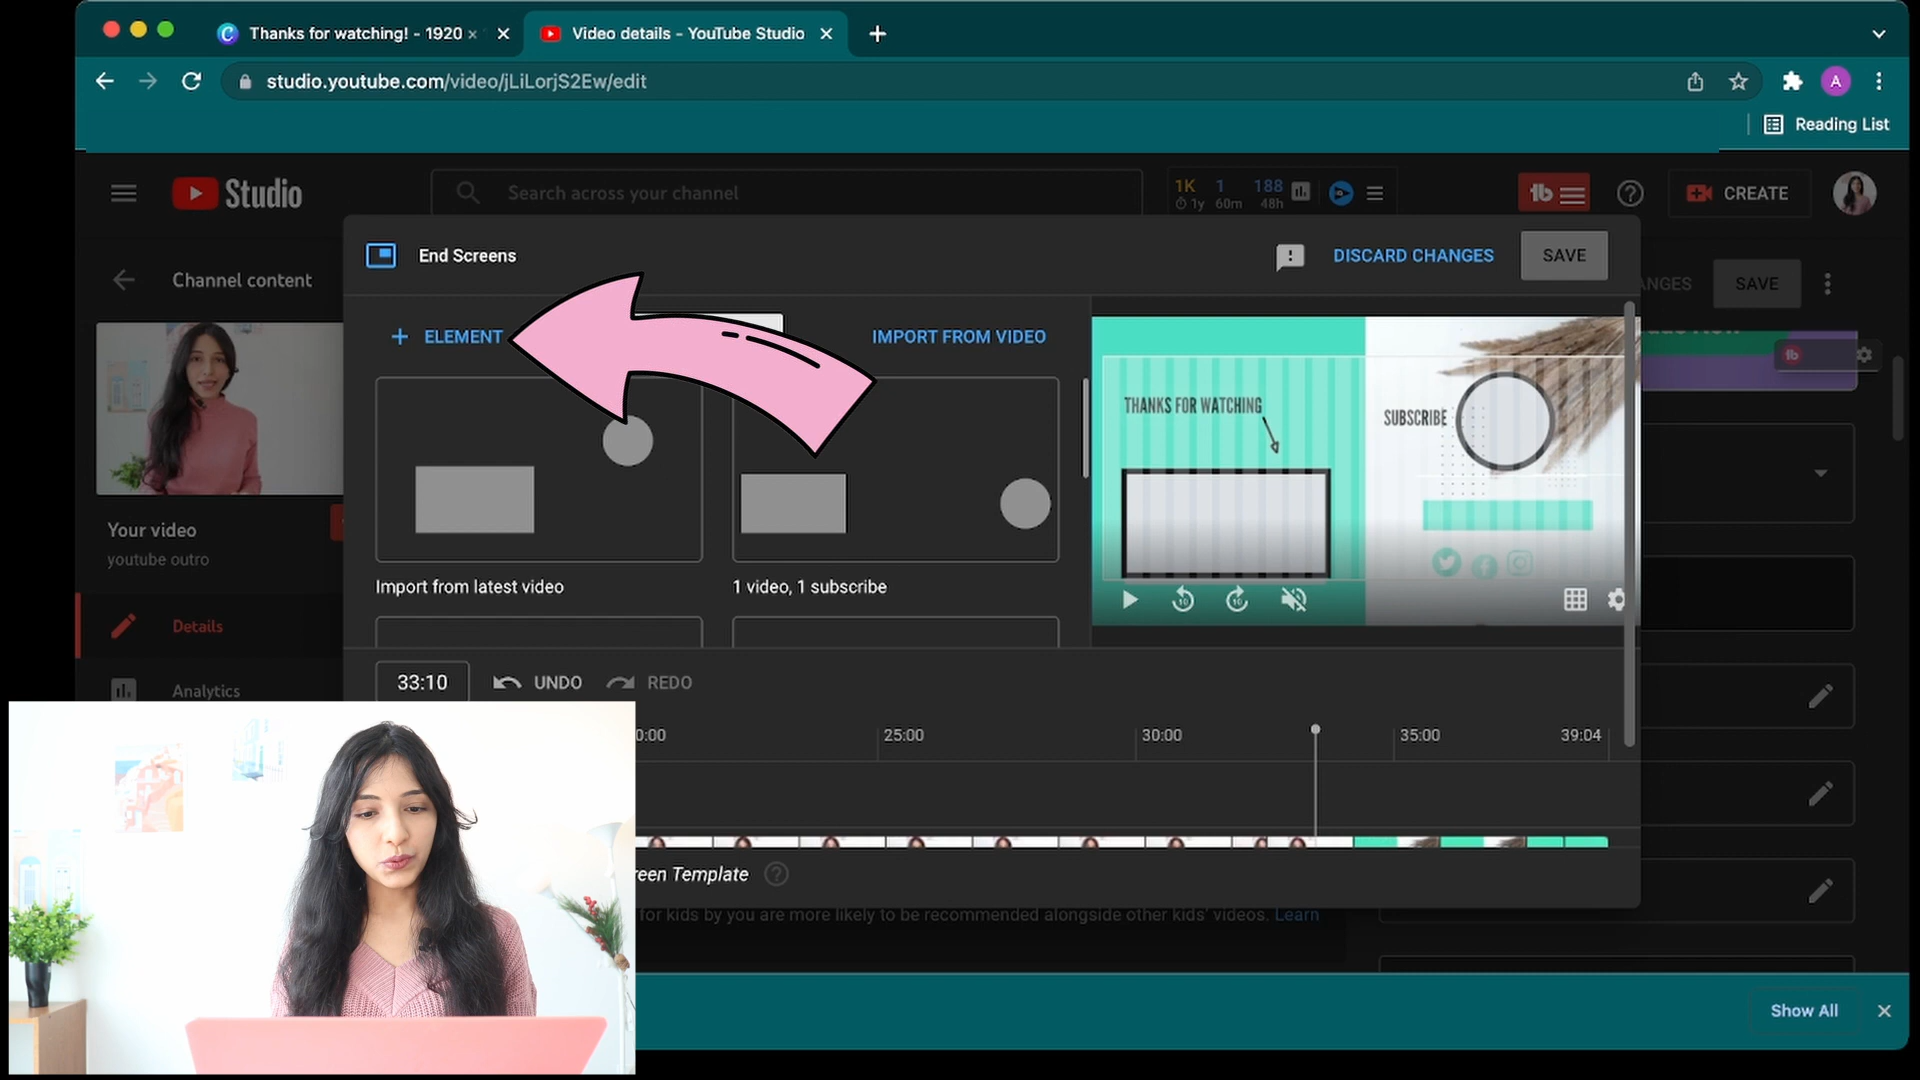 Thanks for watching! - 1920 ×
Video details - YouTube Studio
studio.youtube.com/video/jLiLorjS2Ew/edit
A
Reading List
Studio
Search across your channel
1K 1 188
1y 60m 48h
CREATE
End Screens
DISCARD CHANGES
SAVE
Channel content
ANGES
SAVE
+ ELEMENT
IMPORT FROM VIDEO
THANKS FOR WATCHING
SUBSCRIBE
Your video
youtube outro
Import from latest video
1 video, 1 subscribe
Details
33:10
UNDO
REDO
Analytics
0:00
25:00
30:00
35:00
39:04
reen Template
for kids by you are more likely to be recommended alongside other kids' videos. Learn
Show All